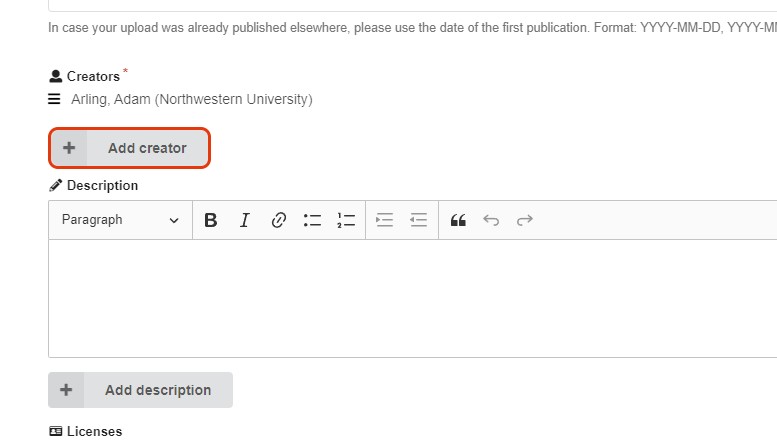 In case your upload was already published elsewhere, please use the date of the first publication. Format: YYYY-MM-DD, YYYY-M
Creators *
Arling, Adam (Northwestern University)
+ Add creator
Description
Paragraph B I
+ Add description
Licenses